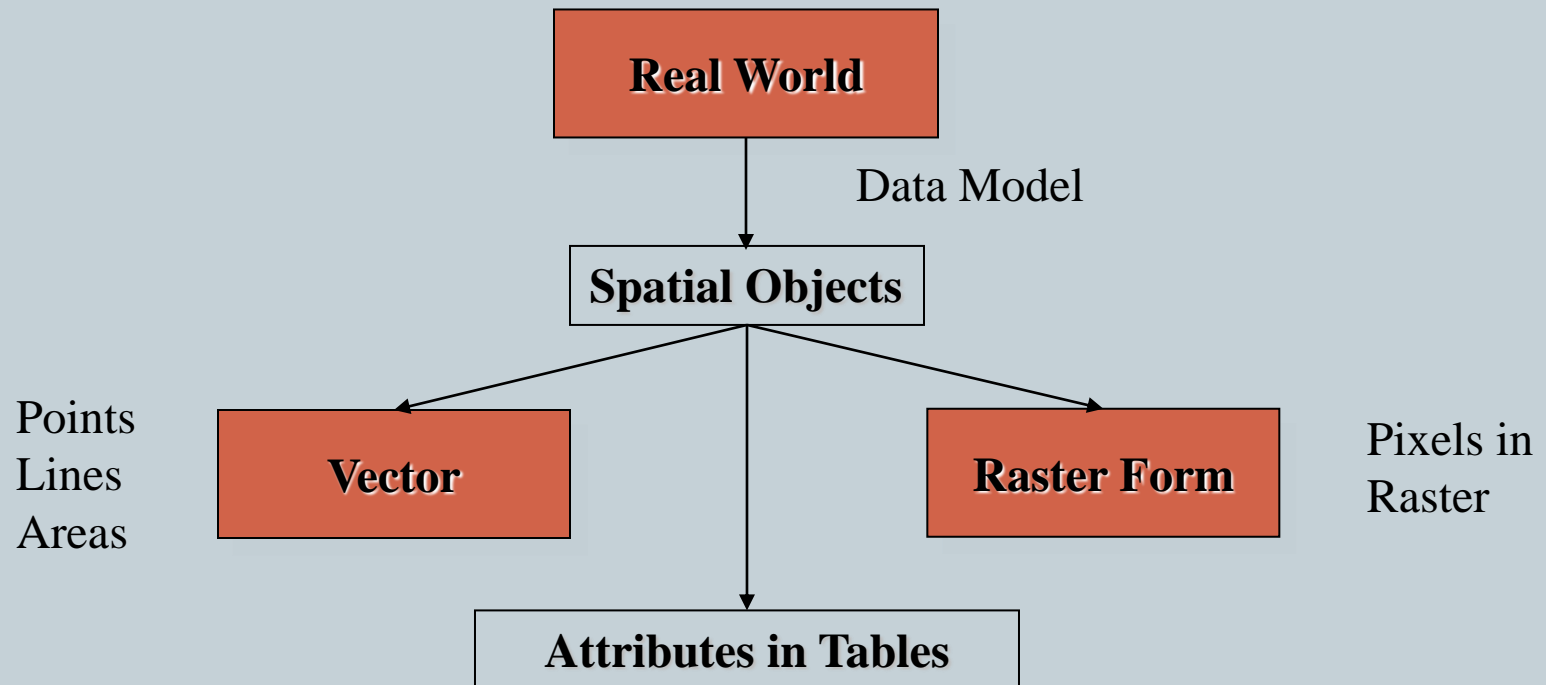 Real World
Data Model
Spatial Objects
Points
Lines
Areas
Vector
Raster Form
Pixels in
Raster
Attributes in Tables